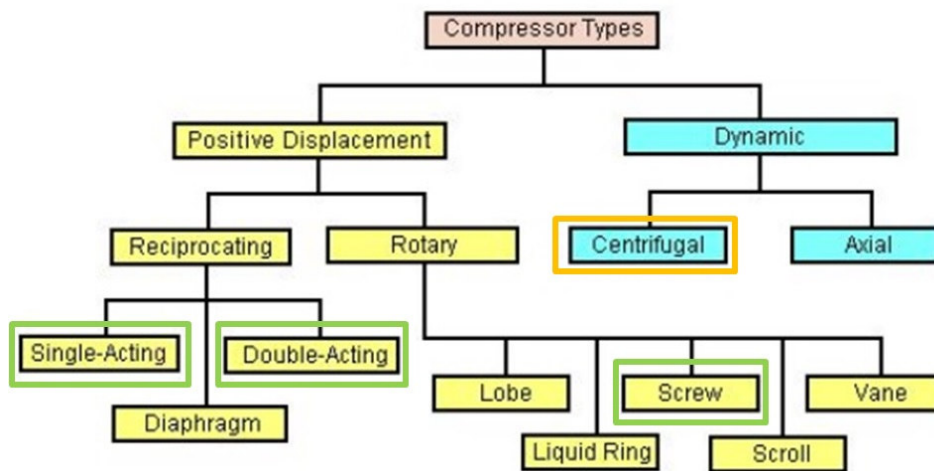 Compressor Types
Positive Displacement
Dynamic
Reciprocating
Rotary
Centrifugal
Axial
Single-Acting
Double-Acting
Diaphragm
Lobe
Screw
Vane
Liquid Ring
Scroll